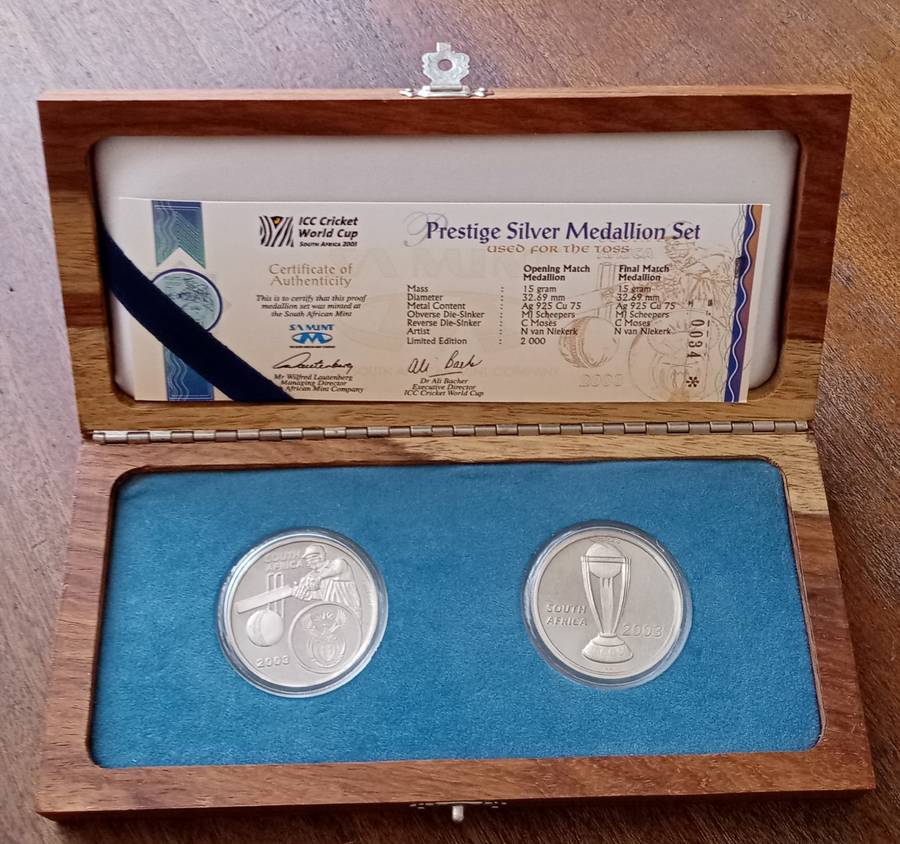 ICC Cricket
World Cup
SOUTH AFRICA 2003
Certificate of
Authenticity
This is to certify that this proof
medallion set was minted at
the South African Mint
SA MINT
Mr Wilfred Lautenberg
Managing Director
African Mint Company
Prestige Silver Medallion Set
USED FOR THE TOSS
Opening Match Final Match
Medallion Medallion
Mass : 15 gram 15 gram
Diameter : 32.69 mm 32.69 mm
Metal Content : Ag 925 Cu 75 Ag 925 Cu 75
Obverse Die-Sinker : MJ Scheepers MJ Scheepers
Reverse Die-Sinker : C Moses C Moses
Artist : N van Niekerk N van Niekerk
Limited Edition : 2 000
Ali Bacher
Dr Ali Bacher
Executive Director
ICC Cricket World Cup
0034 *
2003
SOUTH
AFRICA
2003
SOUTH
AFRICA
2003